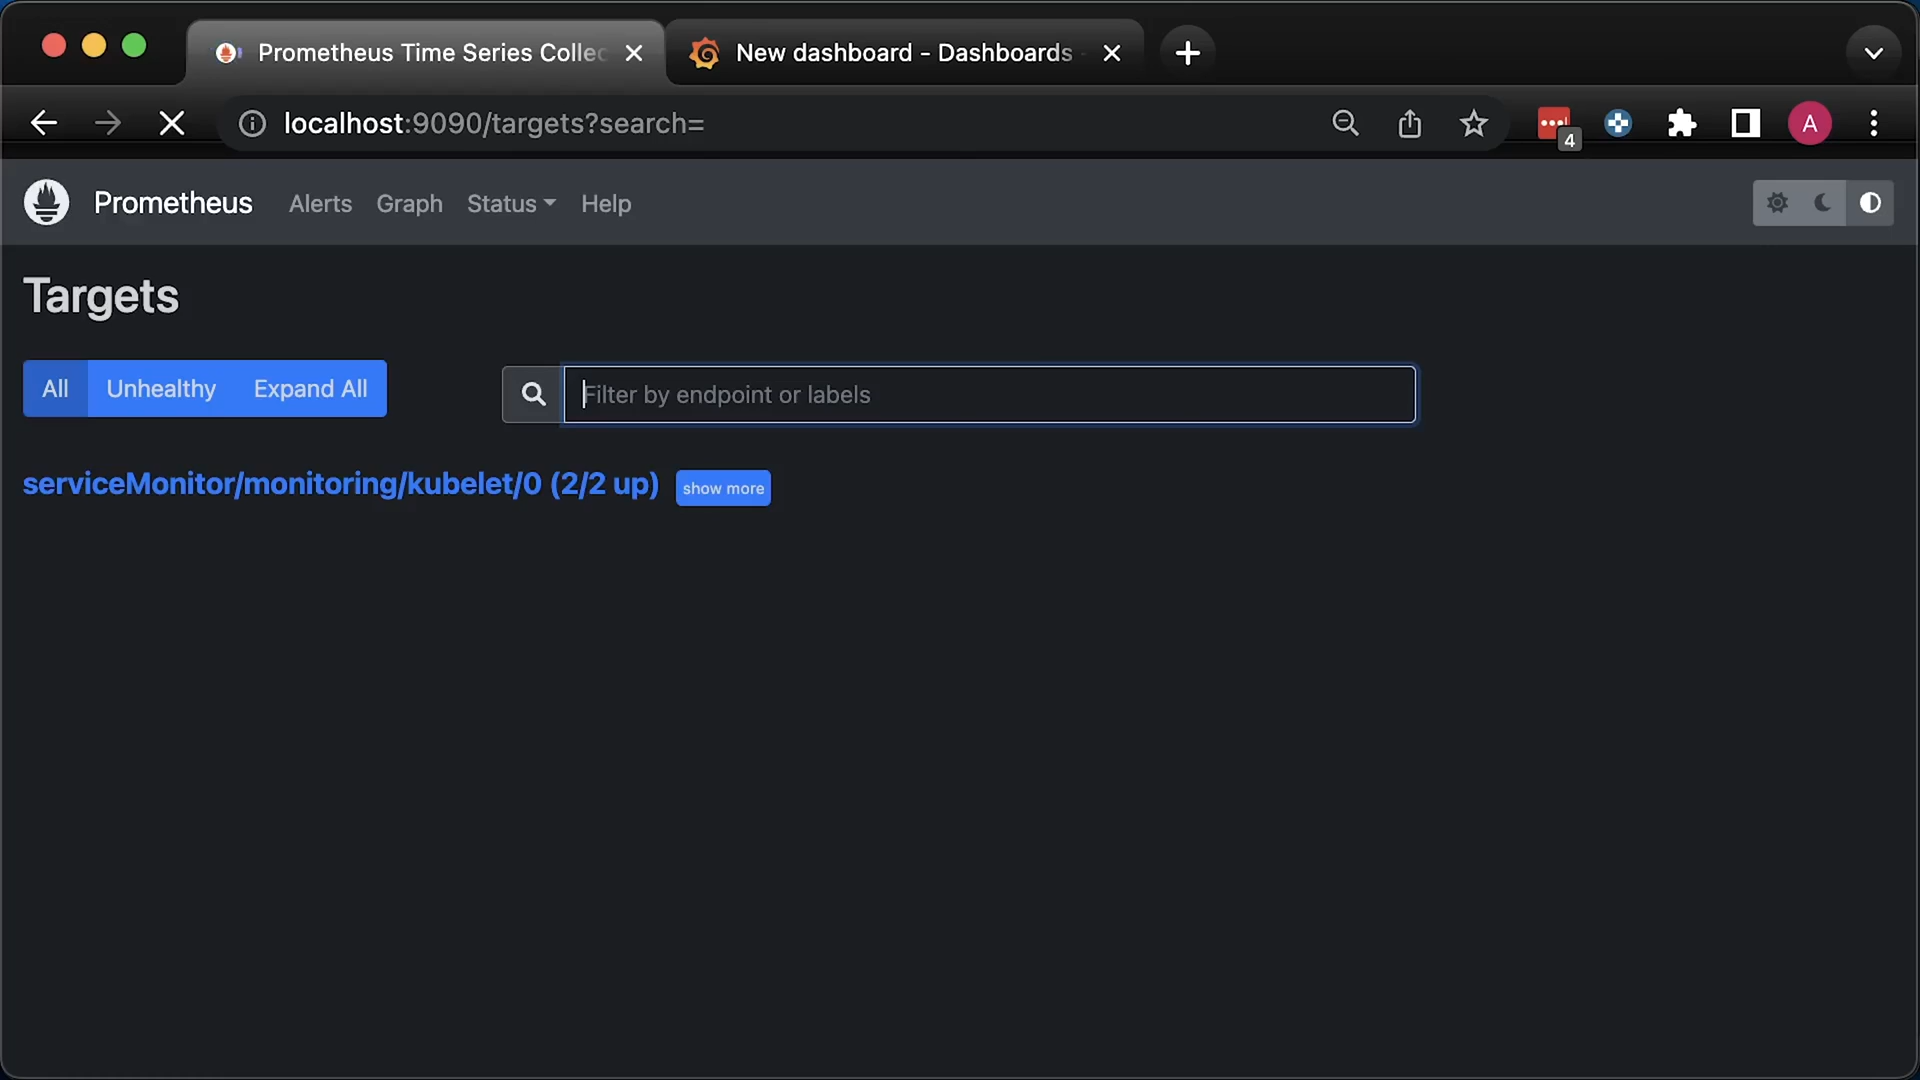 Prometheus Time Series Collec
New dashboard - Dashboards -
localhost:9090/targets?search=
4
A
Prometheus
Alerts
Graph
Status
Help
Targets
All
Unhealthy
Expand All
Filter by endpoint or labels
serviceMonitor/monitoring/kubelet/0 (2/2 up)
show more